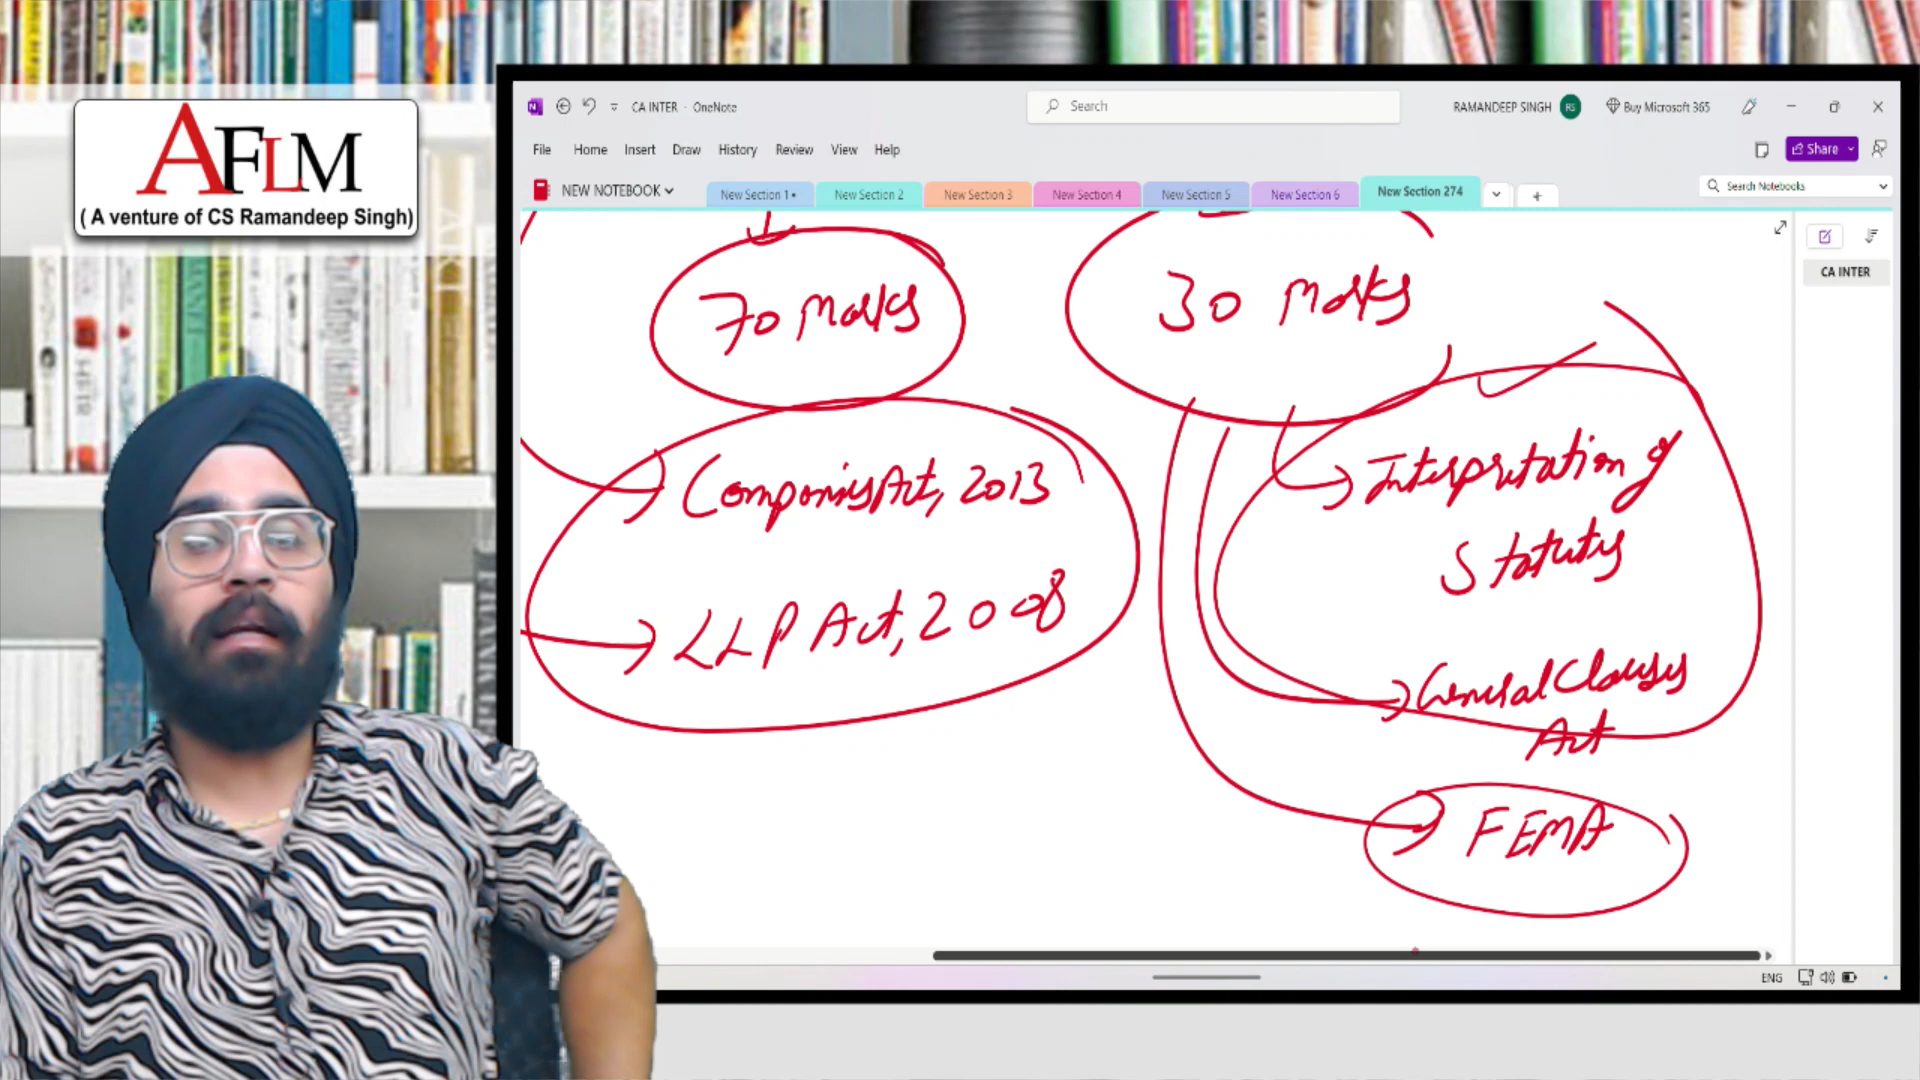 AFLM
( A venture of CS Ramandeep Singh)
CA INTER - OneNote
Search
RAMANDEEP SINGH
RS
Buy Microsoft 365
File Home Insert Draw History Review View Help
Share
NEW NOTEBOOK
New Section 1
New Section 2
New Section 3
New Section 4
New Section 5
New Section 6
New Section 274
+
Search Notebooks
CA INTER
70 Marks
30 Marks
Companies Act, 2013
LLP Act, 2008
Interpretation of
Statutes
General Clauses
Act
FEMA
ENG